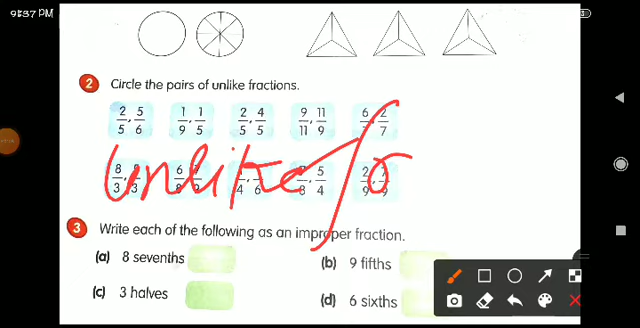 9:37 PM
2 Circle the pairs of unlike fractions.
2/5, 5/6 1/9, 1/5 2/5, 4/5 9/11, 11/9 2/7
8/3 5/4
unlike
3 Write each of the following as an improper fraction.
(a) 8 sevenths (b) 9 fifths
(c) 3 halves (d) 6 sixths